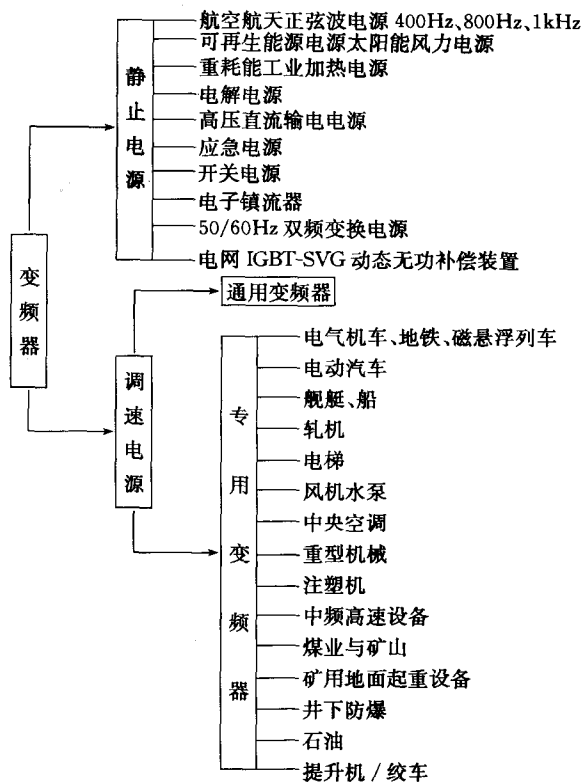 变频器
静止电源
航空航天正弦波电源 400Hz、800Hz、1kHz
可再生能源电源太阳能风力电源
重耗能工业加热电源
电解电源
高压直流输电电源
应急电源
开关电源
电子镇流器
50/60Hz 双频变换电源
电网 IGBT-SVG 动态无功补偿装置
调速电源
通用变频器
专用变频器
电气机车、地铁、磁悬浮列车
电动汽车
舰艇、船
轧机
电梯
风机水泵
中央空调
重型机械
注塑机
中频高速设备
煤业与矿山
矿用地面起重设备
井下防爆
石油
提升机 / 绞车